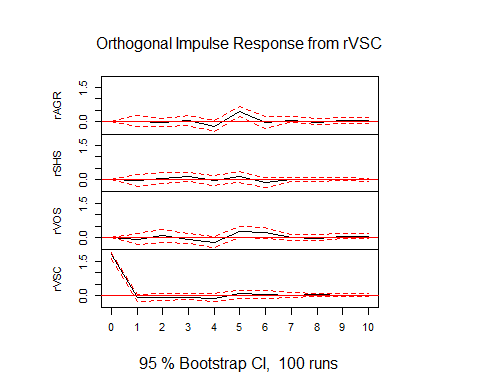 Orthogonal Impulse Response from rVSC
rAGR
1.5
0.0
rSHS
1.5
0.0
rVOS
1.5
0.0
rVSC
1.5
0.0
0 1 2 3 4 5 6 7 8 9 10
95 % Bootstrap CI, 100 runs